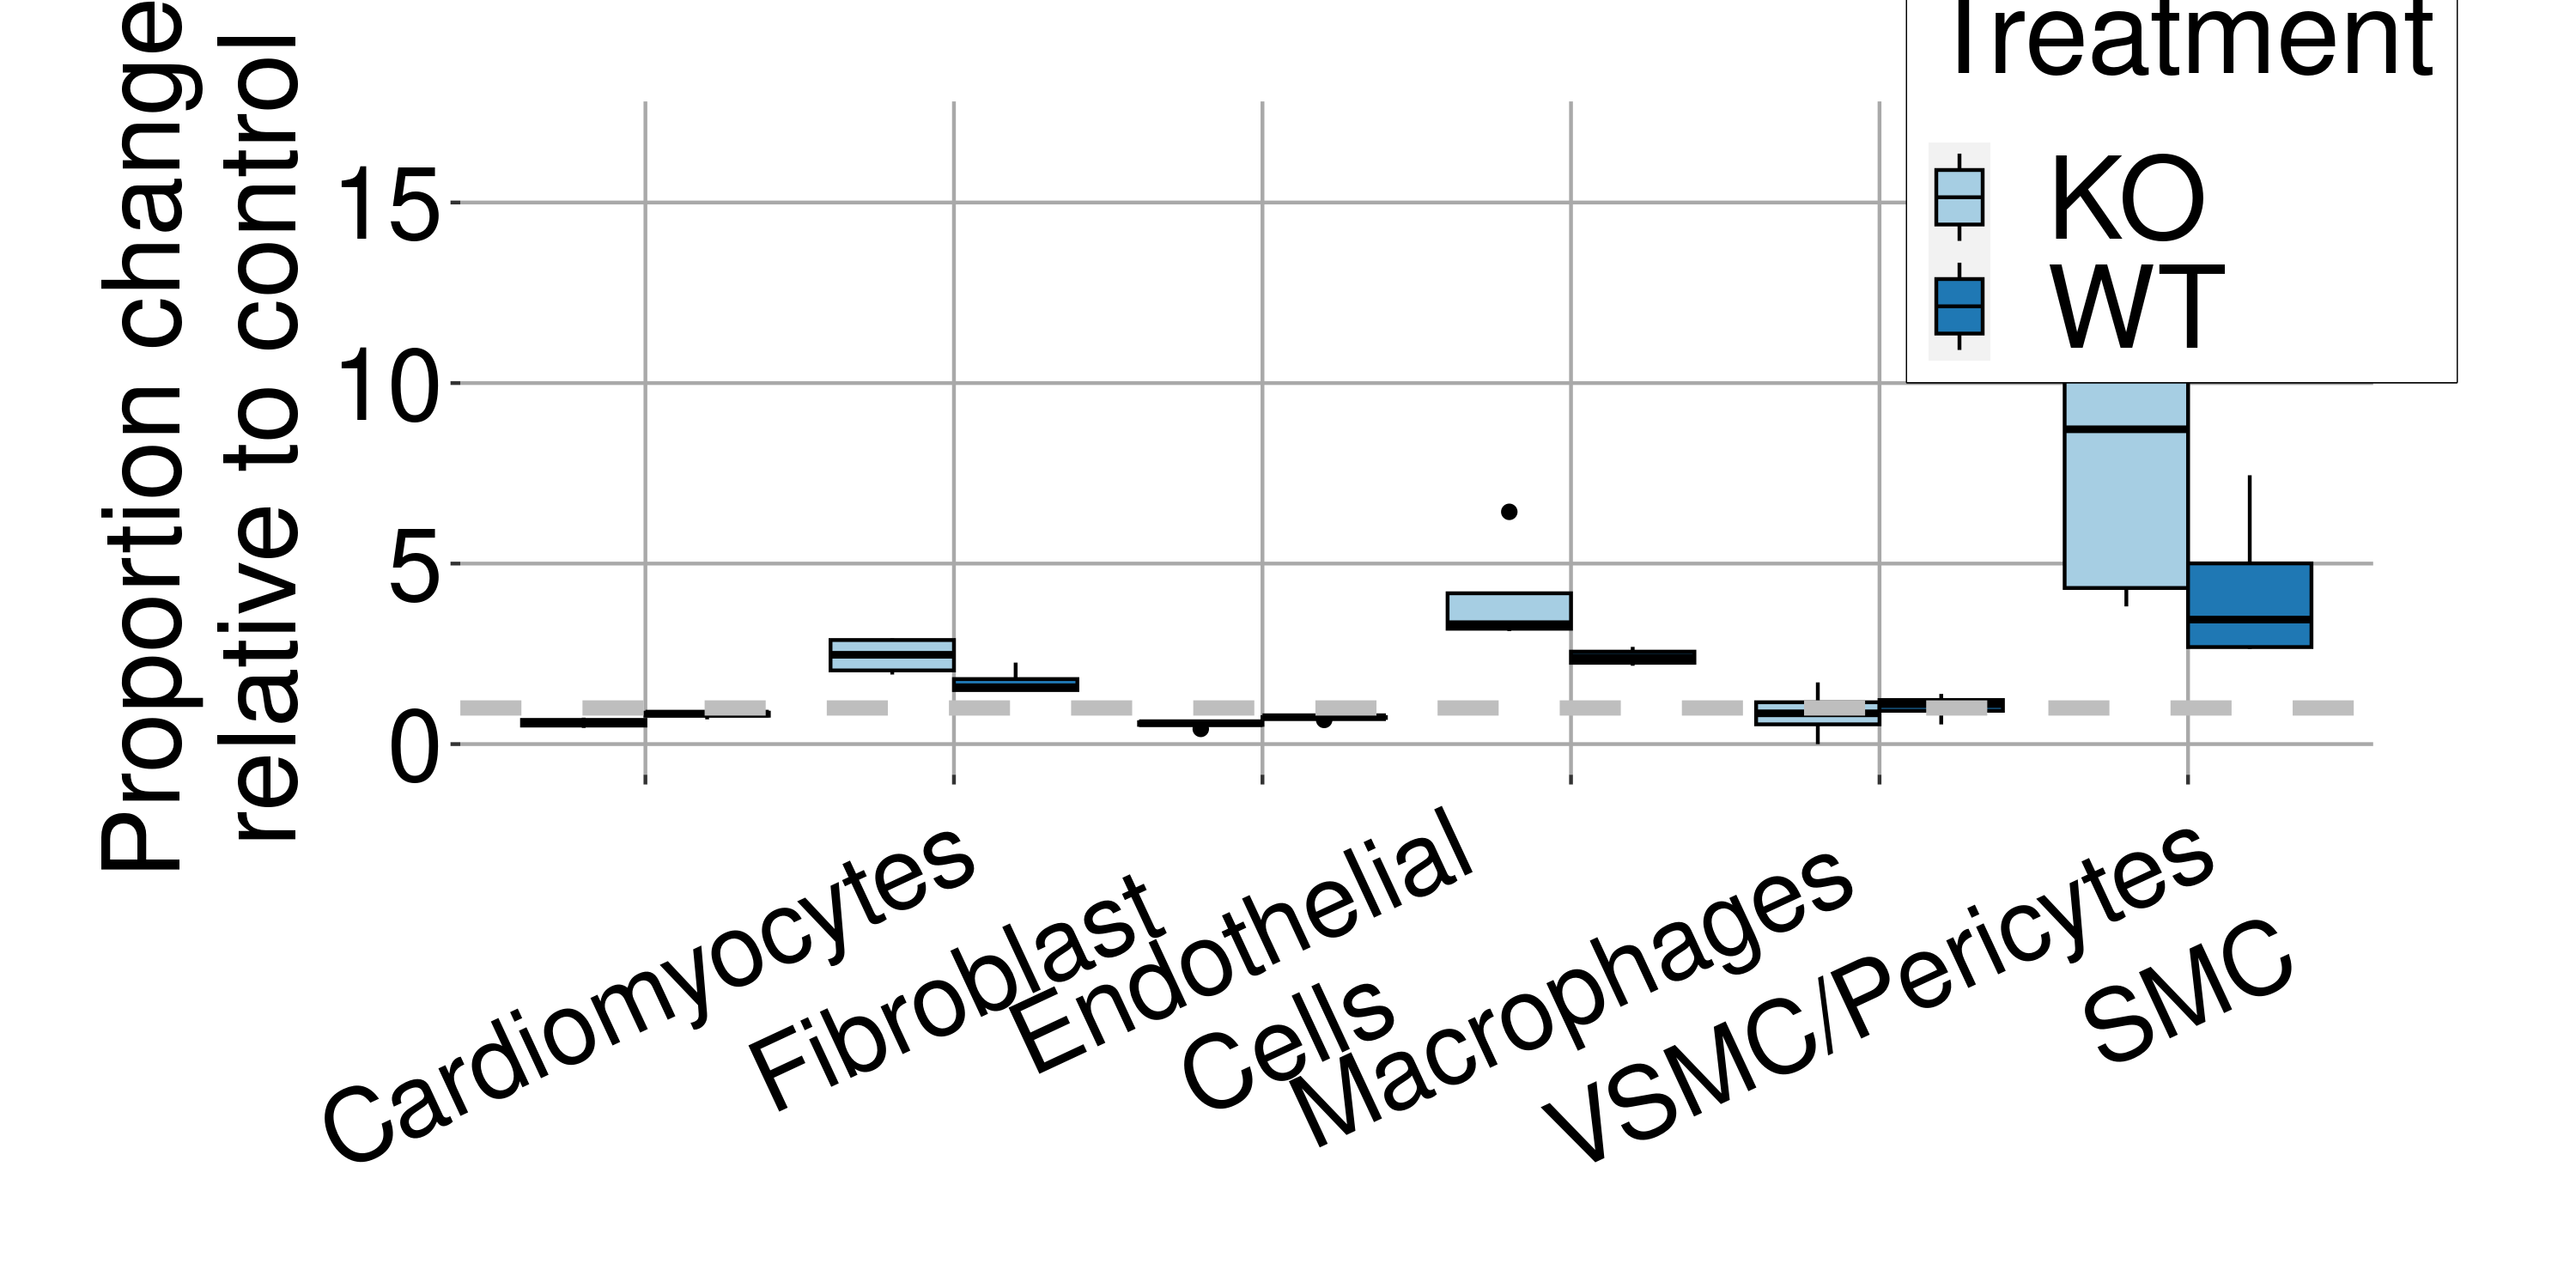 Proportion change
relative to control
15
10
5
0
Treatment
KO
WT
Cardiomyocytes
Fibroblast
Endothelial
Cells
Macrophages
VSMC/Pericytes
SMC